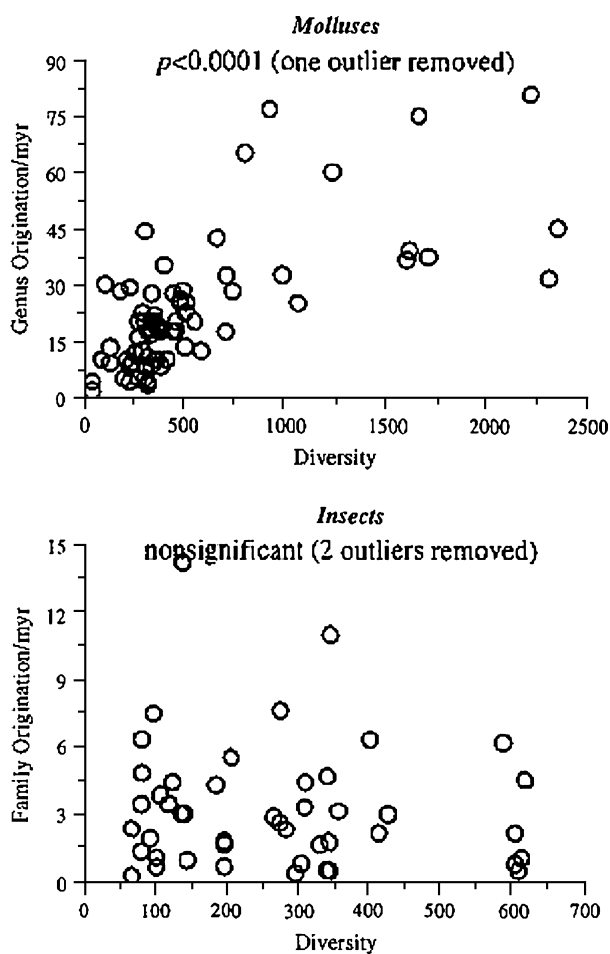 Molluses
p<0.0001 (one outlier removed)
90
75
60
45
30
15
0
Genus Origination/myr
0 500 1000 1500 2000 2500
Diversity
Insects
nonsignificant (2 outliers removed)
15
12
9
6
3
0
Family Origination/myr
0 100 200 300 400 500 600 700
Diversity